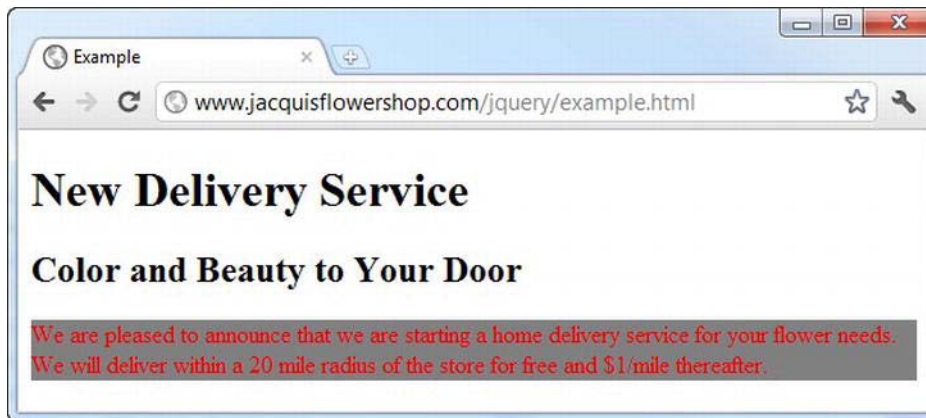 Example
www.jacquisflowershop.com/jquery/example.html
New Delivery Service
Color and Beauty to Your Door
We are pleased to announce that we are starting a home delivery service for your flower needs.
We will deliver within a 20 mile radius of the store for free and $1/mile thereafter.